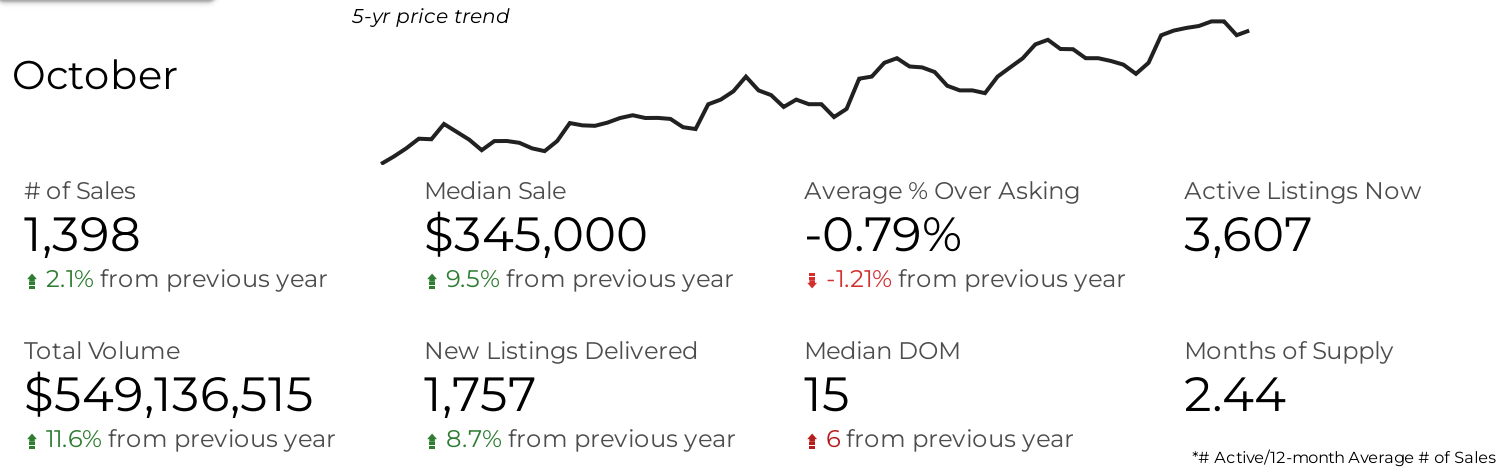 5-yr price trend
October
# of Sales
1,398
2.1% from previous year
Median Sale
$345,000
9.5% from previous year
Average % Over Asking
-0.79%
-1.21% from previous year
Active Listings Now
3,607
Total Volume
$549,136,515
11.6% from previous year
New Listings Delivered
1,757
8.7% from previous year
Median DOM
15
6 from previous year
Months of Supply
2.44
*# Active/12-month Average # of Sales